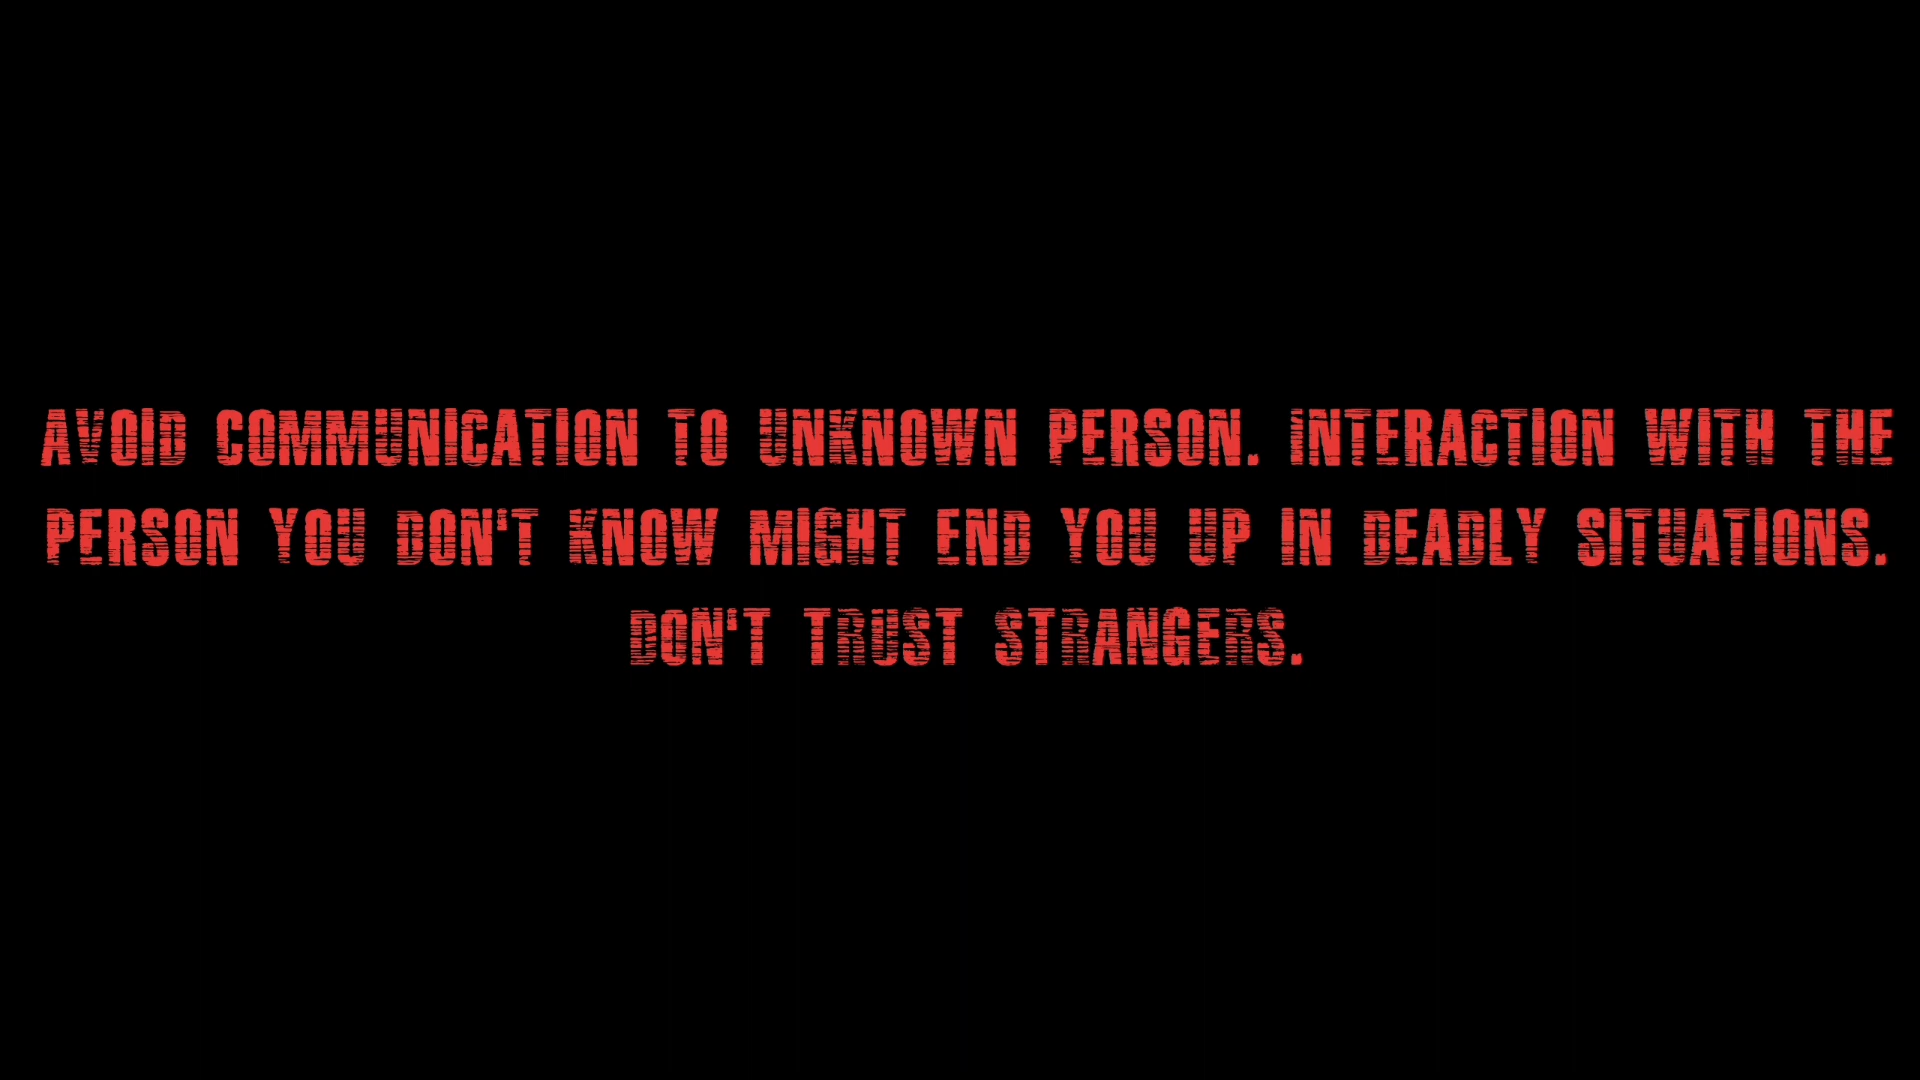 AVOID COMMUNICATION TO UNKNOWN PERSON. INTERACTION WITH THE
PERSON YOU DON'T KNOW MIGHT END YOU UP IN DEADLY SITUATIONS.
DON'T TRUST STRANGERS.